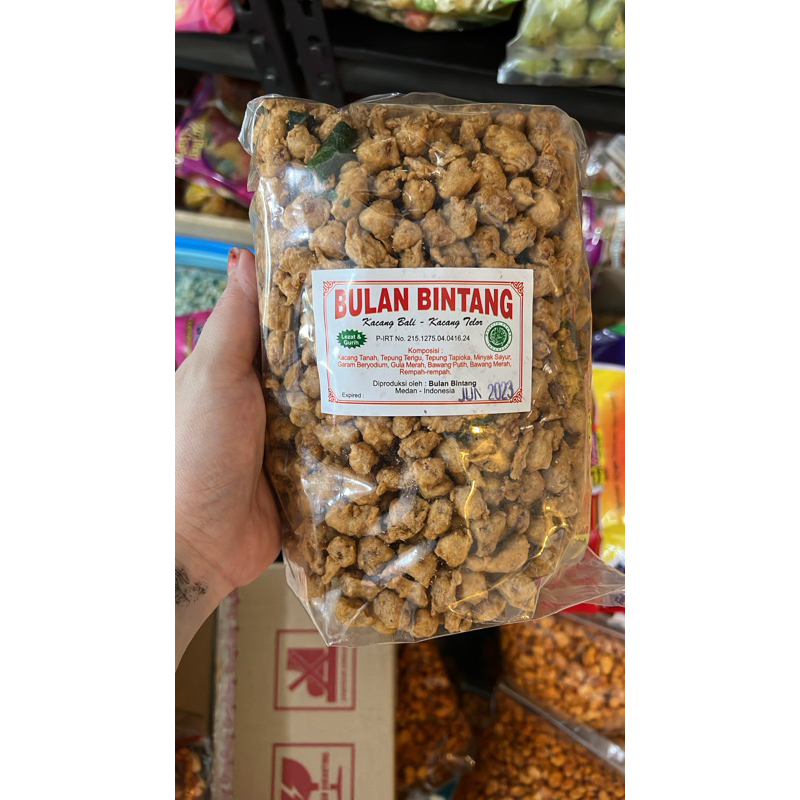 BULAN BINTANG
Kacang Bali - Kacang Telor
Lezat &
Gurih
P-IRT No. 215.1275.04.0416.24
Komposisi :
Kacang Tanah, Tepung Terigu, Tepung Tapioka, Minyak Sayur,
Garam Beryodium, Gula Merah, Bawang Putih, Bawang Merah,
Rempah-rempah.
Diproduksi oleh : Bulan Bintang
Medan - Indonesia
Expired :
JUN 2023